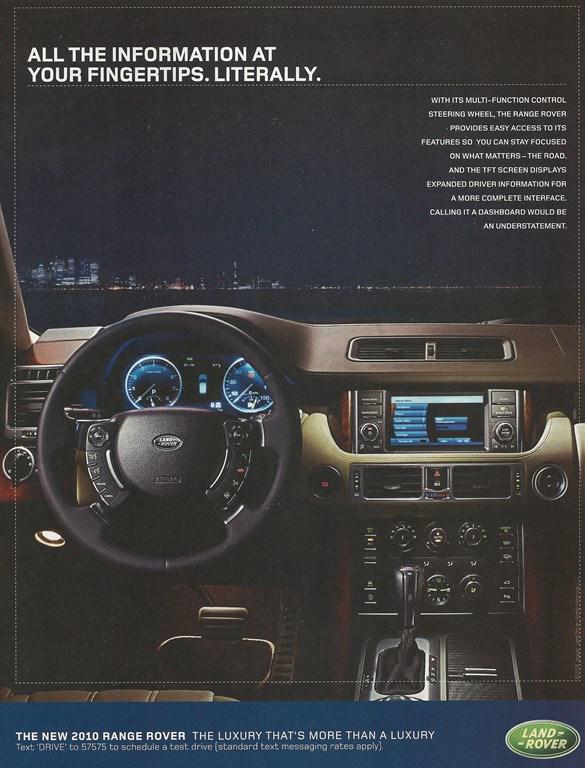 ALL THE INFORMATION AT
YOUR FINGERTIPS. LITERALLY.
WITH ITS MULTI-FUNCTION CONTROL
STEERING WHEEL, THE RANGE ROVER
PROVIDES EASY ACCESS TO ITS
FEATURES SO YOU CAN STAY FOCUSED
ON WHAT MATTERS – THE ROAD.
AND THE TFT SCREEN DISPLAYS
EXPANDED DRIVER INFORMATION FOR
A MORE COMPLETE INTERFACE.
CALLING IT A DASHBOARD WOULD BE
AN UNDERSTATEMENT.
LAND-
-ROVER
THE NEW 2010 RANGE ROVER THE LUXURY THAT'S MORE THAN A LUXURY
Text 'DRIVE' to 57575 to schedule a test drive (standard text messaging rates apply).
LAND-
-ROVER